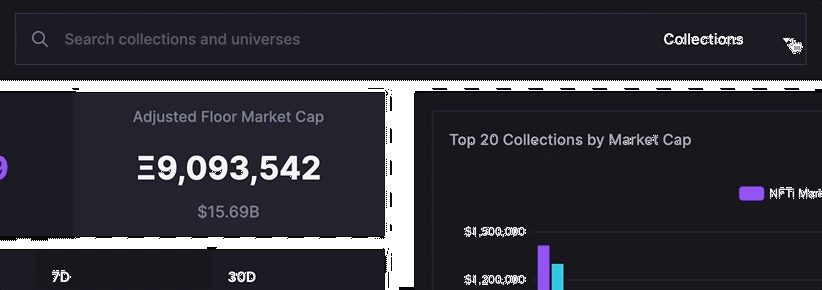 Search collections and universes
Collections
Adjusted Floor Market Cap
9
Ξ9,093,542
$15.69B
7D
30D
Top 20 Collections by Market Cap
NFTi Mark
$1,500,000
$1,200,000